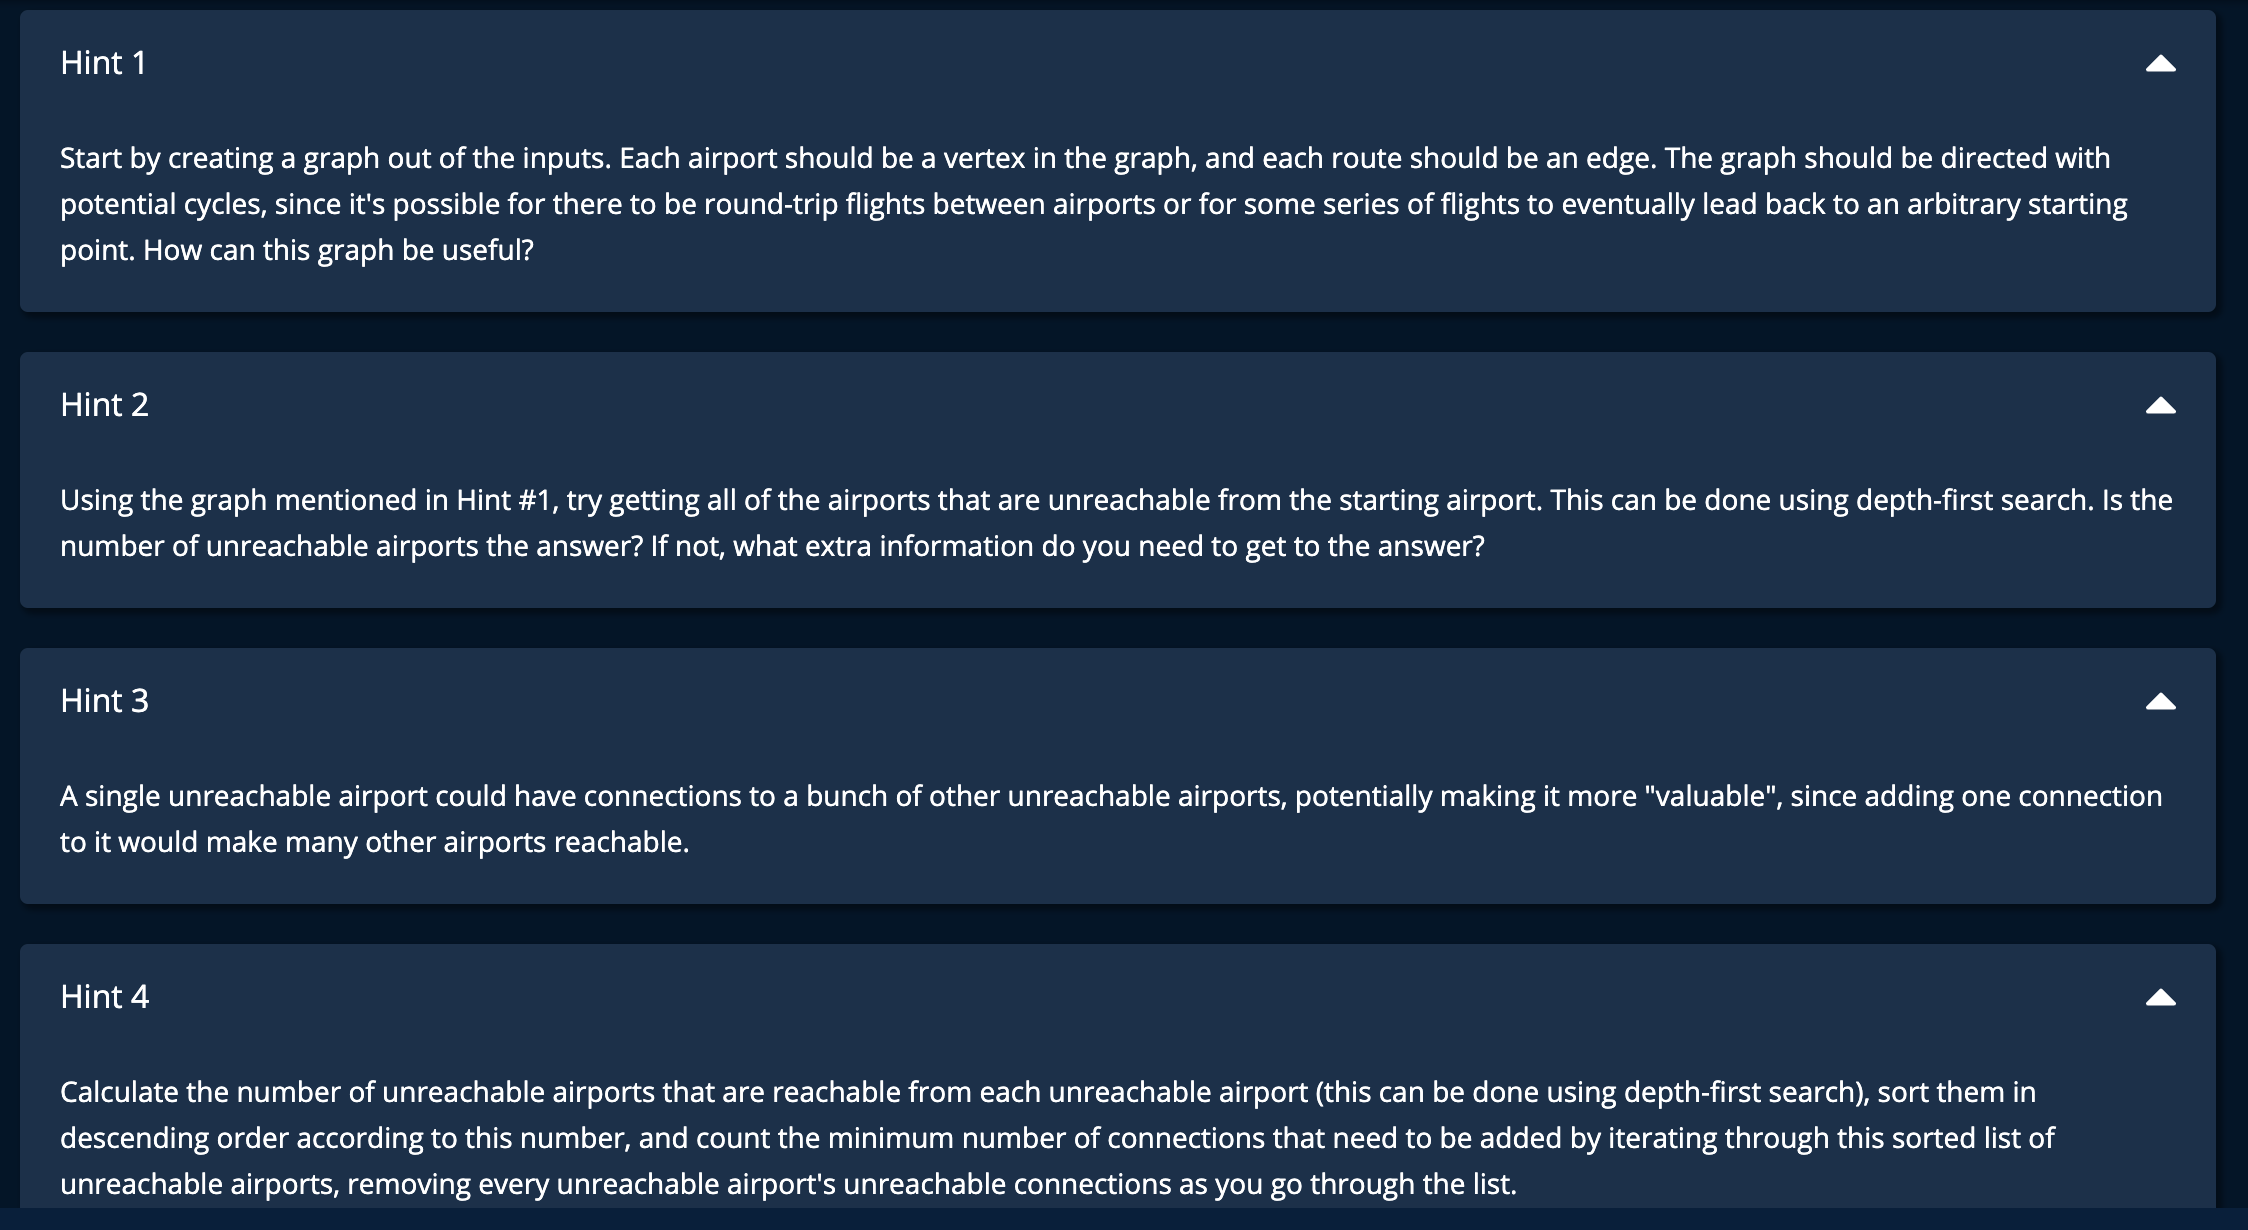 Hint 1
Start by creating a graph out of the inputs. Each airport should be a vertex in the graph, and each route should be an edge. The graph should be directed with
potential cycles, since it's possible for there to be round-trip flights between airports or for some series of flights to eventually lead back to an arbitrary starting
point. How can this graph be useful?
Hint 2
Using the graph mentioned in Hint #1, try getting all of the airports that are unreachable from the starting airport. This can be done using depth-first search. Is the
number of unreachable airports the answer? If not, what extra information do you need to get to the answer?
Hint 3
A single unreachable airport could have connections to a bunch of other unreachable airports, potentially making it more "valuable", since adding one connection
to it would make many other airports reachable.
Hint 4
Calculate the number of unreachable airports that are reachable from each unreachable airport (this can be done using depth-first search), sort them in
descending order according to this number, and count the minimum number of connections that need to be added by iterating through this sorted list of
unreachable airports, removing every unreachable airport's unreachable connections as you go through the list.